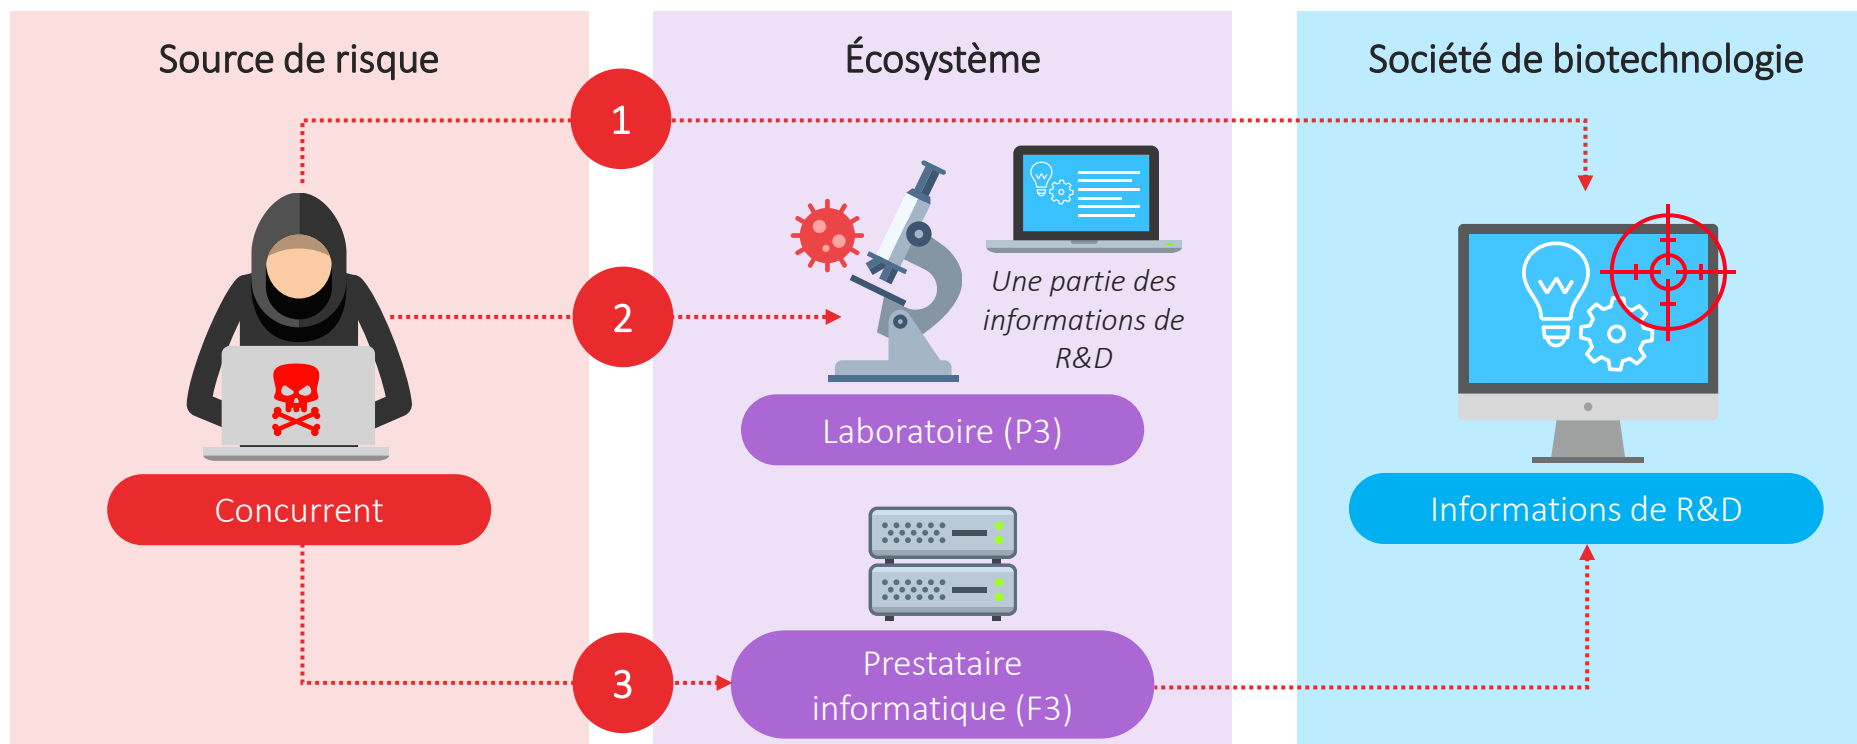 Source de risque
Écosystème
Société de biotechnologie
1
2
Une partie des
informations de
R&D
Laboratoire (P3)
Concurrent
Informations de R&D
3
Prestataire
informatique (F3)